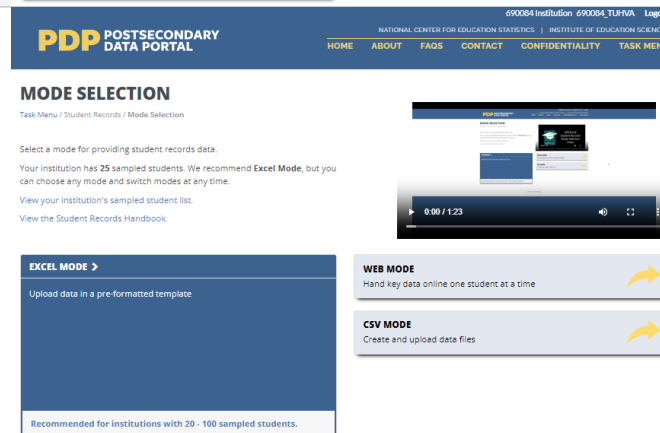 690084 Institution 690084_TUHVA
PDP POSTSECONDARY
DATA PORTAL
NATIONAL CENTER FOR EDUCATION STATISTICS | INSTITUTE OF EDUCATION
HOME ABOUT FAQS CONTACT CONFIDENTIALITY TASK
MODE SELECTION
Task Menu / Student Records / Mode Selection
Select a mode for providing student records data.
Your institution has 25 sampled students. We recommend Excel Mode, but you
can choose any mode and switch modes at any time.
View your institution's sampled student list.
View the Student Records Handbook.
0:00 / 1:23
EXCEL MODE
Upload data in a pre-formatted template
Recommended for institutions with 20 - 100 sampled students.
WEB MODE
Hand key data online one student at a time
CSV MODE
Create and upload data files